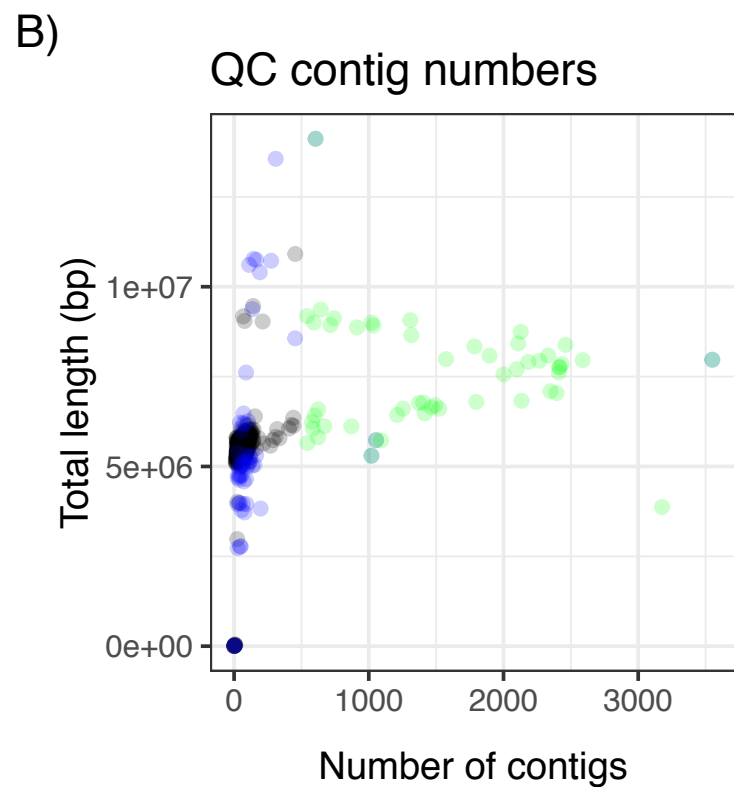 B)
QC contig numbers
Total length (bp)
1e+07
5e+06
0e+00
0 1000 2000 3000
Number of contigs